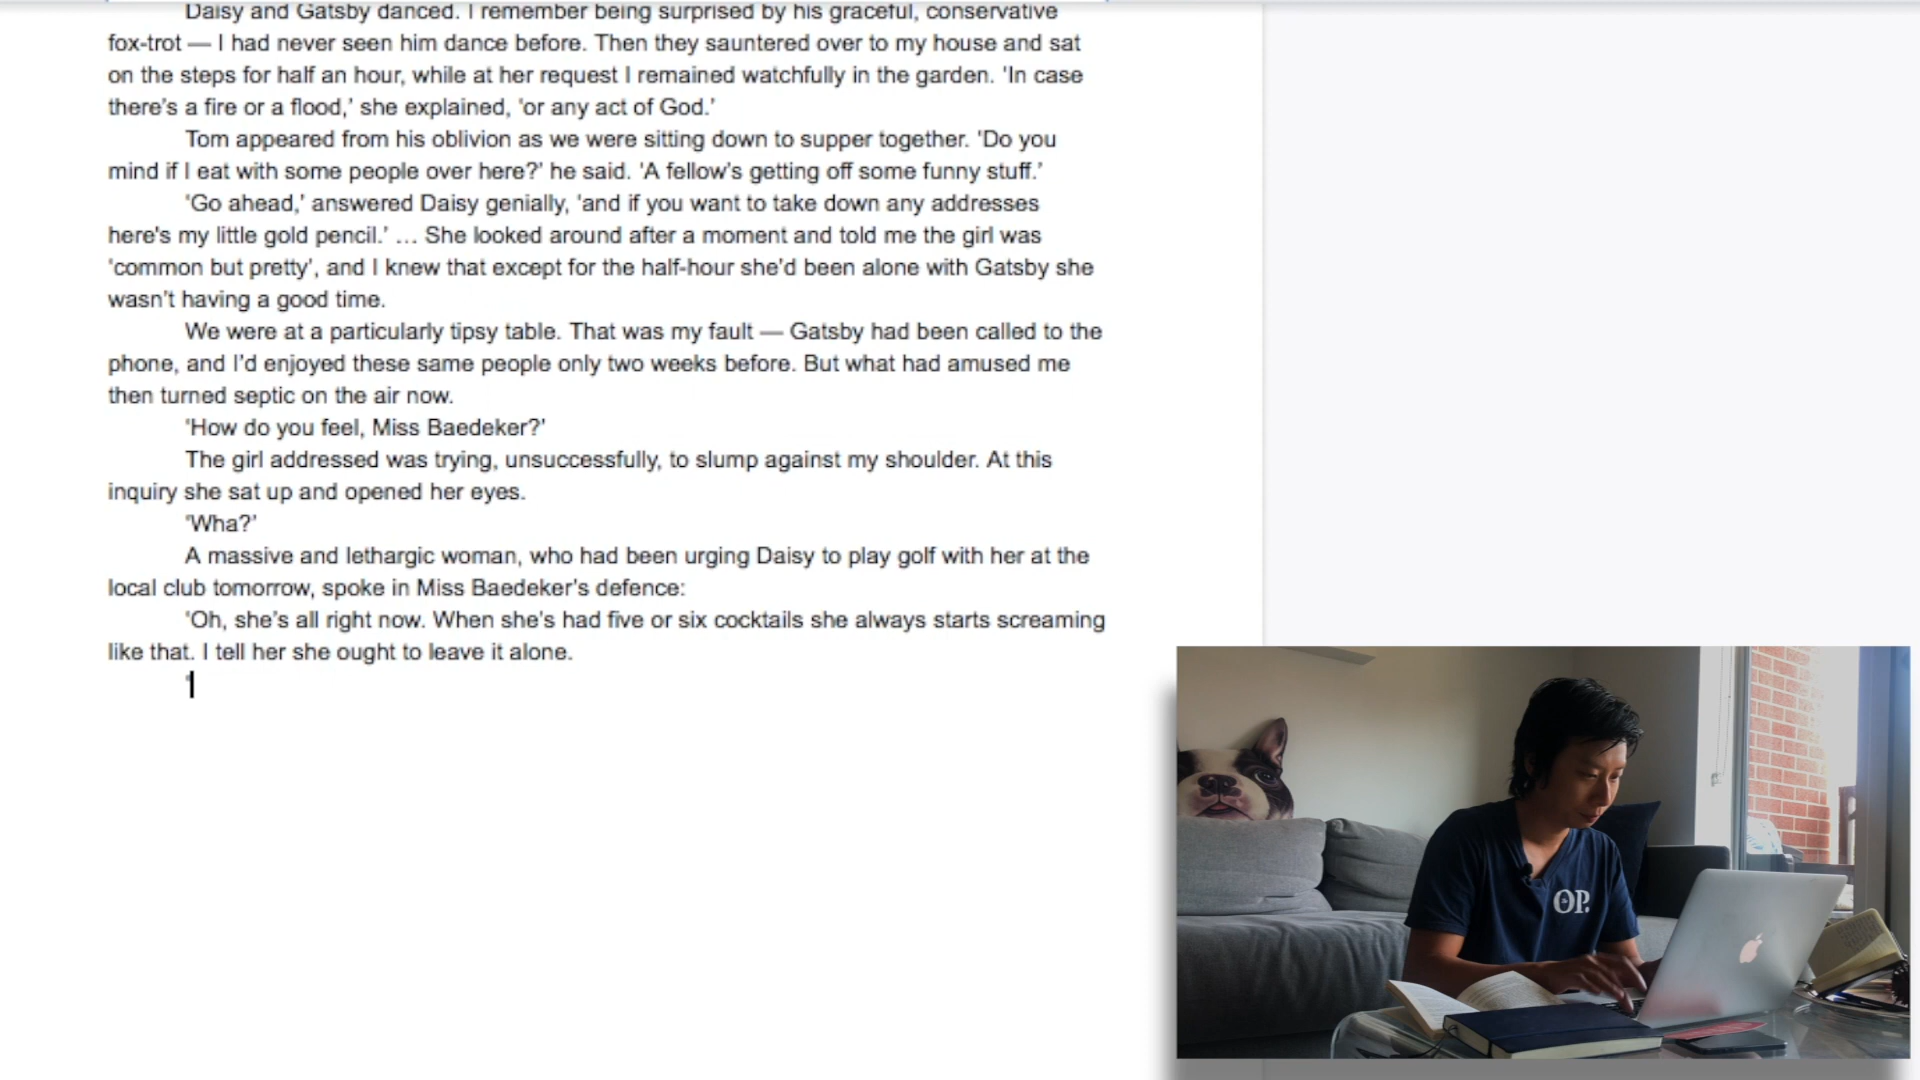 Daisy and Gatsby danced. I remember being surprised by his graceful, conservative
fox-trot — I had never seen him dance before. Then they sauntered over to my house and sat
on the steps for half an hour, while at her request I remained watchfully in the garden. 'In case
there's a fire or a flood,' she explained, 'or any act of God.'
Tom appeared from his oblivion as we were sitting down to supper together. 'Do you
mind if I eat with some people over here?' he said. 'A fellow's getting off some funny stuff.'
'Go ahead,' answered Daisy genially, 'and if you want to take down any addresses
here's my little gold pencil.' … She looked around after a moment and told me the girl was
'common but pretty', and I knew that except for the half-hour she'd been alone with Gatsby she
wasn't having a good time.
We were at a particularly tipsy table. That was my fault — Gatsby had been called to the
phone, and I'd enjoyed these same people only two weeks before. But what had amused me
then turned septic on the air now.
'How do you feel, Miss Baedeker?'
The girl addressed was trying, unsuccessfully, to slump against my shoulder. At this
inquiry she sat up and opened her eyes.
'Wha?'
A massive and lethargic woman, who had been urging Daisy to play golf with her at the
local club tomorrow, spoke in Miss Baedeker's defence:
'Oh, she's all right now. When she's had five or six cocktails she always starts screaming
like that. I tell her she ought to leave it alone.
'
OP.